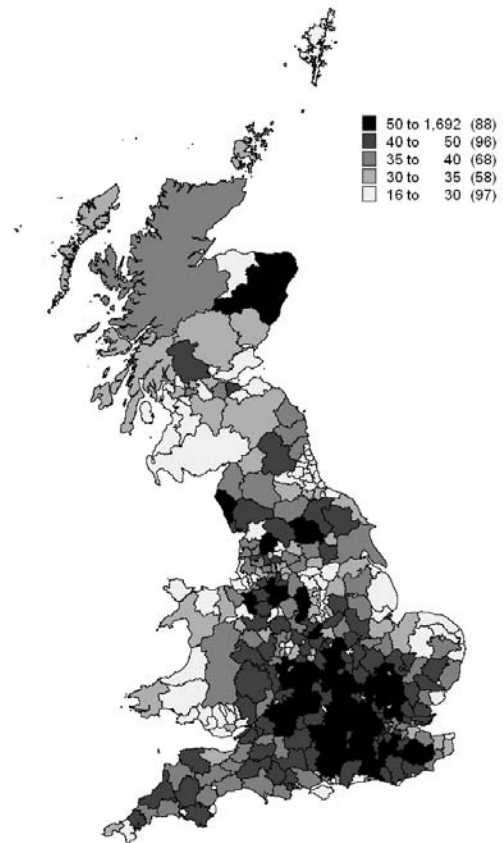 50 to 1,692 (88)
40 to 50 (96)
35 to 40 (68)
30 to 35 (58)
16 to 30 (97)